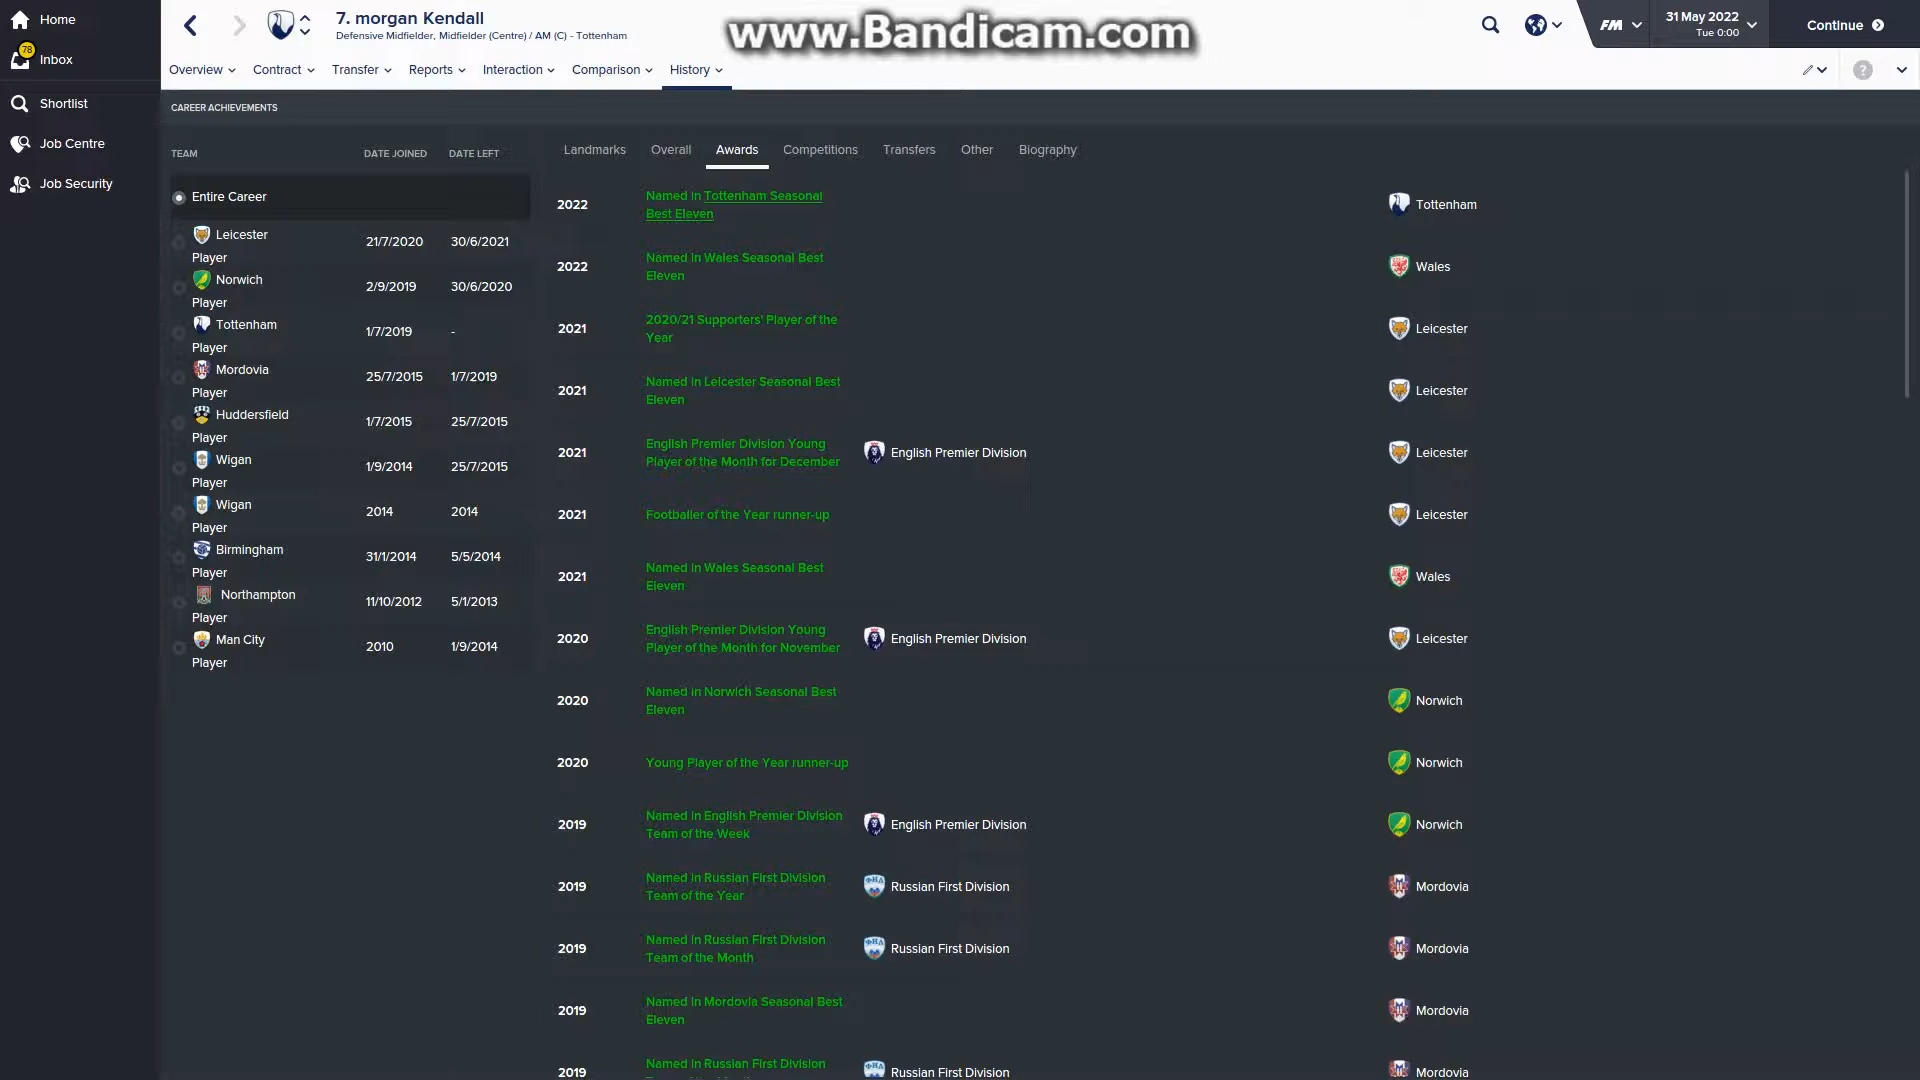 Home
78
Inbox
Shortlist
Job Centre
Job Security
7. morgan Kendall
Defensive Midfielder, Midfielder (Centre) / AM (C) - Tottenham
www.Bandicam.com
FM
31 May 2022
Tue 0:00
Continue
Overview
Contract
Transfer
Reports
Interaction
Comparison
History
?
CAREER ACHIEVEMENTS
TEAM DATE JOINED DATE LEFT
Entire Career
Leicester
Player 21/7/2020 30/6/2021
Norwich
Player 2/9/2019 30/6/2020
Tottenham
Player 1/7/2019 -
Mordovia
Player 25/7/2015 1/7/2019
Huddersfield
Player 1/7/2015 25/7/2015
Wigan
Player 1/9/2014 25/7/2015
Wigan
Player 2014 2014
Birmingham
Player 31/1/2014 5/5/2014
Northampton
Player 11/10/2012 5/1/2013
Man City
Player 2010 1/9/2014
Landmarks Overall Awards Competitions Transfers Other Biography
2022 Named in Tottenham Seasonal
Best Eleven Tottenham
2022 Named in Wales Seasonal Best
Eleven Wales
2021 2020/21 Supporters' Player of the
Year Leicester
2021 Named in Leicester Seasonal Best
Eleven Leicester
2021 English Premier Division Young
Player of the Month for December English Premier Division Leicester
2021 Footballer of the Year runner-up Leicester
2021 Named in Wales Seasonal Best
Eleven Wales
2020 English Premier Division Young
Player of the Month for November English Premier Division Leicester
2020 Named in Norwich Seasonal Best
Eleven Norwich
2020 Young Player of the Year runner-up Norwich
2019 Named in English Premier Division
Team of the Week English Premier Division Norwich
2019 Named in Russian First Division
Team of the Year Russian First Division Mordovia
2019 Named in Russian First Division
Team of the Month Russian First Division Mordovia
2019 Named in Mordovia Seasonal Best
Eleven Mordovia
2019 Named in Russian First Division
Russian First Division Mordovia